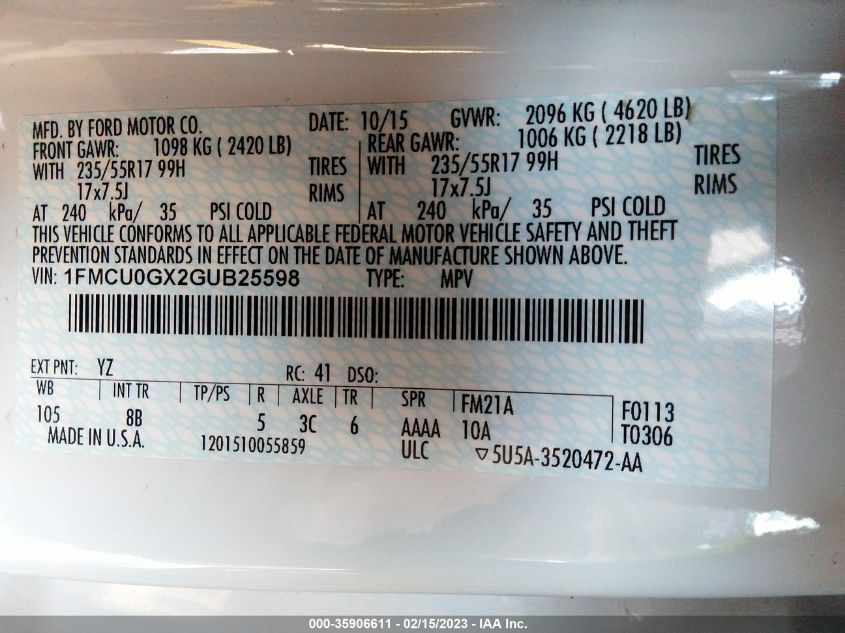 MFD. BY FORD MOTOR CO. DATE: 10/15 GVWR: 2096 KG ( 4620 LB)
FRONT GAWR: 1098 KG ( 2420 LB) REAR GAWR: 1006 KG ( 2218 LB)
WITH 235/55R17 99H TIRES WITH 235/55R17 99H TIRES
17x7.5J RIMS 17x7.5J RIMS
AT 240 kPa/ 35 PSI COLD AT 240 kPa/ 35 PSI COLD
THIS VEHICLE CONFORMS TO ALL APPLICABLE FEDERAL MOTOR VEHICLE SAFETY AND THEFT
PREVENTION STANDARDS IN EFFECT ON THE DATE OF MANUFACTURE SHOWN ABOVE.
VIN: 1FMCU0GX2GUB25598 TYPE: MPV
EXT PNT: YZ RC: 41 DSO:
WB INT TR TP/PS R AXLE TR SPR FM21A F0113
105 8B 5 3C 6 AAAA 10A T0306
MADE IN U.S.A. 1201510055859 ULC ▽5U5A-3520472-AA
000-35906611 - 02/15/2023 - IAA Inc.